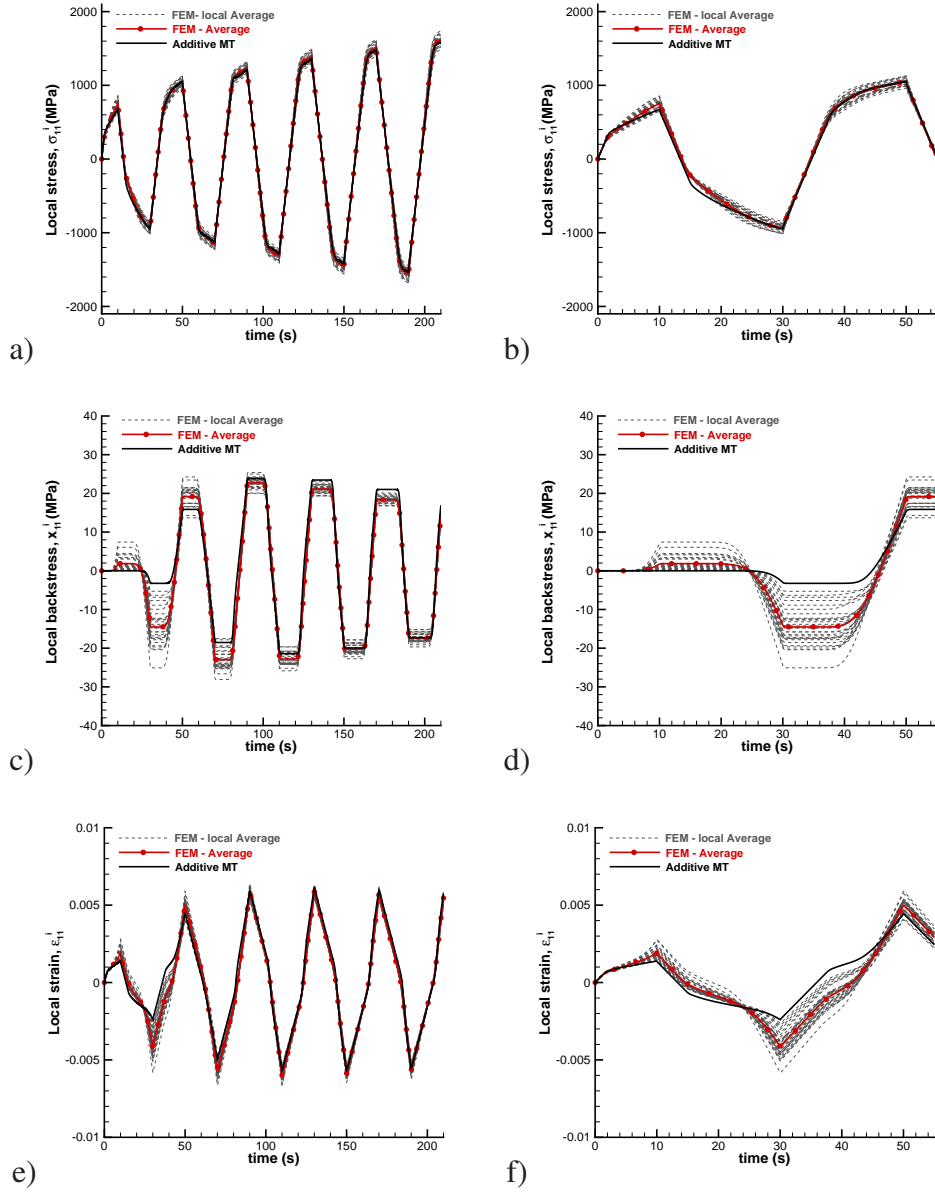 FEM- local Average
FEM - Average
Additive MT
Local stress, σ₁₁ⁱ (MPa)
2000
1000
0
-1000
-2000
0 50 100 150 200
time (s)
a)
FEM- local Average
FEM - Average
Additive MT
Local stress, σ₁₁ⁱ (MPa)
2000
1000
0
-1000
-2000
0 10 20 30 40 50
time (s)
b)
FEM - local Average
FEM - Average
Additive MT
Local backstress, x₁₁ⁱ (MPa)
40
30
20
10
0
-10
-20
-30
-40
0 50 100 150 200
time (s)
c)
FEM - local Average
FEM - Average
Additive MT
Local backstress, x₁₁ⁱ (MPa)
40
30
20
10
0
-10
-20
-30
-40
0 10 20 30 40 50
time (s)
d)
FEM - local Average
FEM - Average
Additive MT
Local strain, ε₁₁ⁱ
0.01
0.005
0
-0.005
-0.01
0 50 100 150 200
time (s)
e)
FEM - local Average
FEM - Average
Additive MT
Local strain, ε₁₁ⁱ
0.01
0.005
0
-0.005
-0.01
0 10 20 30 40 50
time (s)
f)